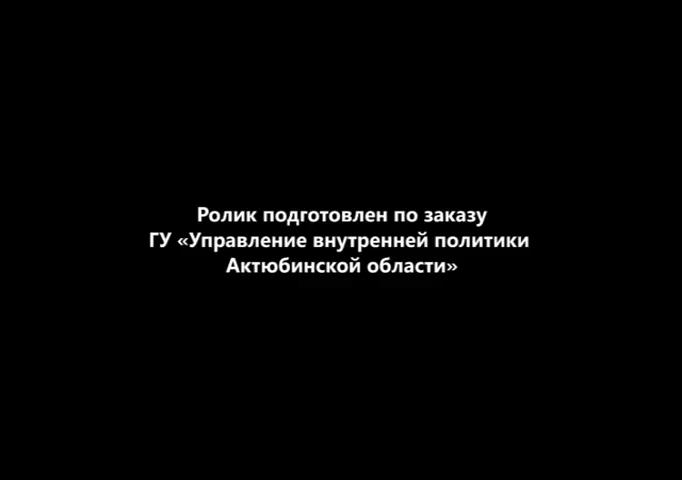 Ролик подготовлен по заказу
ГУ «Управление внутренней политики
Актюбинской области»